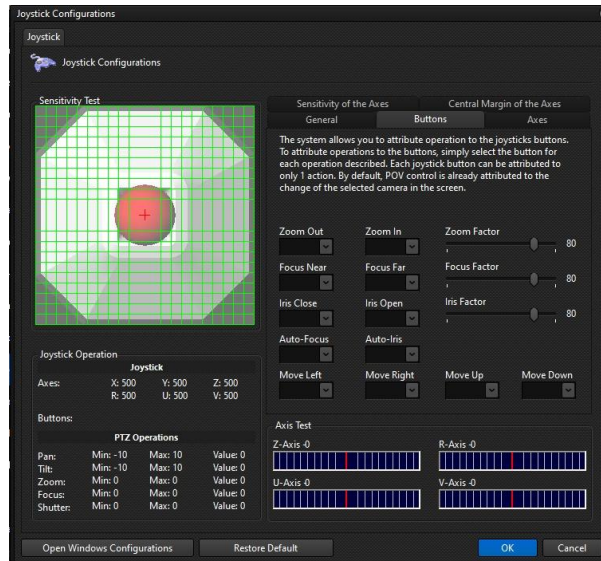 Joystick Configurations
Joystick
Joystick Configurations
Sensitivity Test
Sensitivity of the Axes Central Margin of the Axes
General Buttons Axes
The system allows you to attribute operation to the joysticks buttons.
To attribute operations to the buttons, simply select the button for
each operation described. Each joystick button can be attributed to
only 1 action. By default, POV control is already attributed to the
change of the selected camera in the screen.
Zoom Out Zoom In Zoom Factor
80
Focus Near Focus Far Focus Factor
80
Iris Close Iris Open Iris Factor
80
Auto-Focus Auto-Iris
Move Left Move Right Move Up Move Down
Joystick Operation
Joystick
Axes: X: 500 Y: 500 Z: 500
R: 500 U: 500 V: 500
Buttons:
PTZ Operations
Pan: Min: -10 Max: 10 Value: 0
Tilt: Min: -10 Max: 10 Value: 0
Zoom: Min: 0 Max: 0 Value: 0
Focus: Min: 0 Max: 0 Value: 0
Shutter: Min: 0 Max: 0 Value: 0
Axis Test
Z-Axis -0 R-Axis -0
U-Axis -0 V-Axis -0
Open Windows Configurations Restore Default OK Cancel